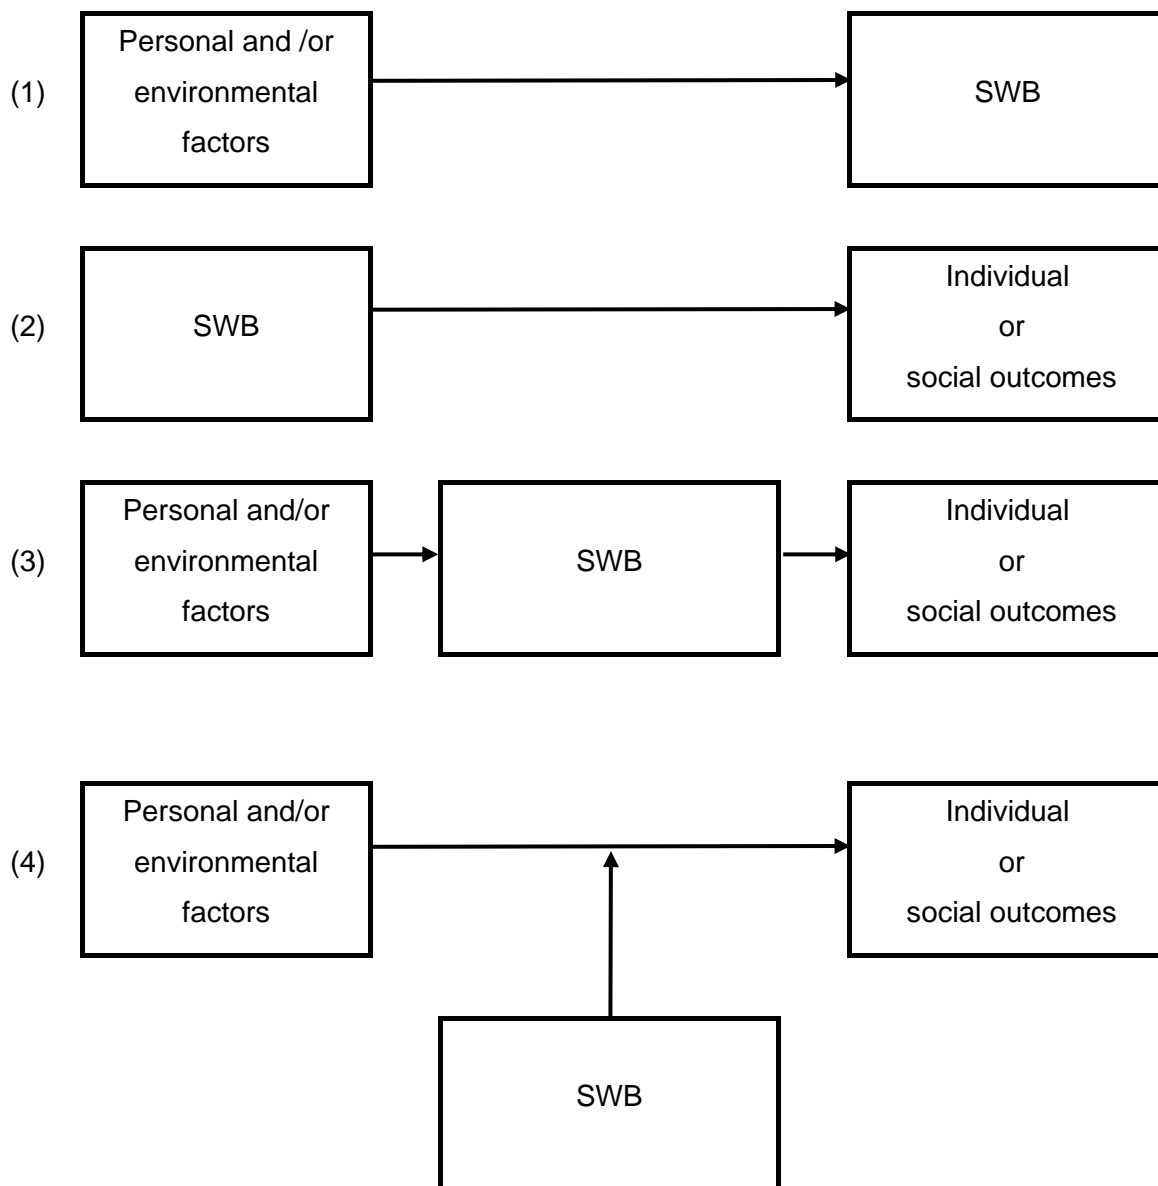 Personal and /or
(1) environmental SWB
factors
Individual
(2) SWB or
social outcomes
Personal and/or Individual
(3) environmental SWB or
factors social outcomes
Personal and/or Individual
(4) environmental or
factors social outcomes
SWB